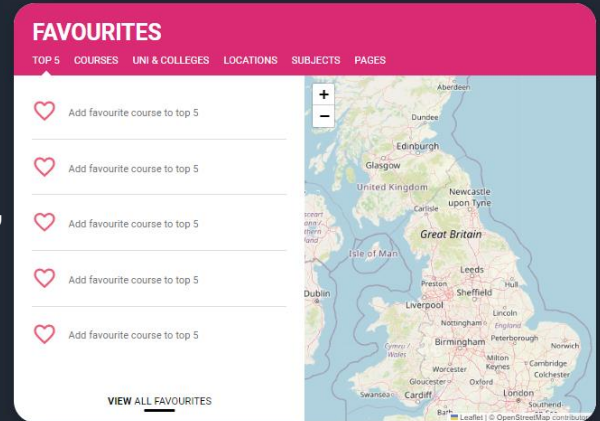 FAVOURITES
TOP 5 COURSES UNI & COLLEGES LOCATIONS SUBJECTS PAGES
Add favourite course to top 5
Add favourite course to top 5
Add favourite course to top 5
Add favourite course to top 5
Add favourite course to top 5
VIEW ALL FAVOURITES
+
−
Aberdeen
Dundee
Edinburgh
Glasgow
United Kingdom
Newcastle
upon Tyne
Carlisle
Great Britain
Isle of Man
Leeds
Preston
Hull
Sheffield
Dublin
Liverpool
Lincoln
Nottingham
England
Peterborough
Norwich
Birmingham
Cymru /
Wales
Milton
Keynes
Cambridge
Worcester
Colchester
Gloucester
Oxford
Swansea
Cardiff
London
Southend-
Bath
Leaflet | © OpenStreetMap contributors